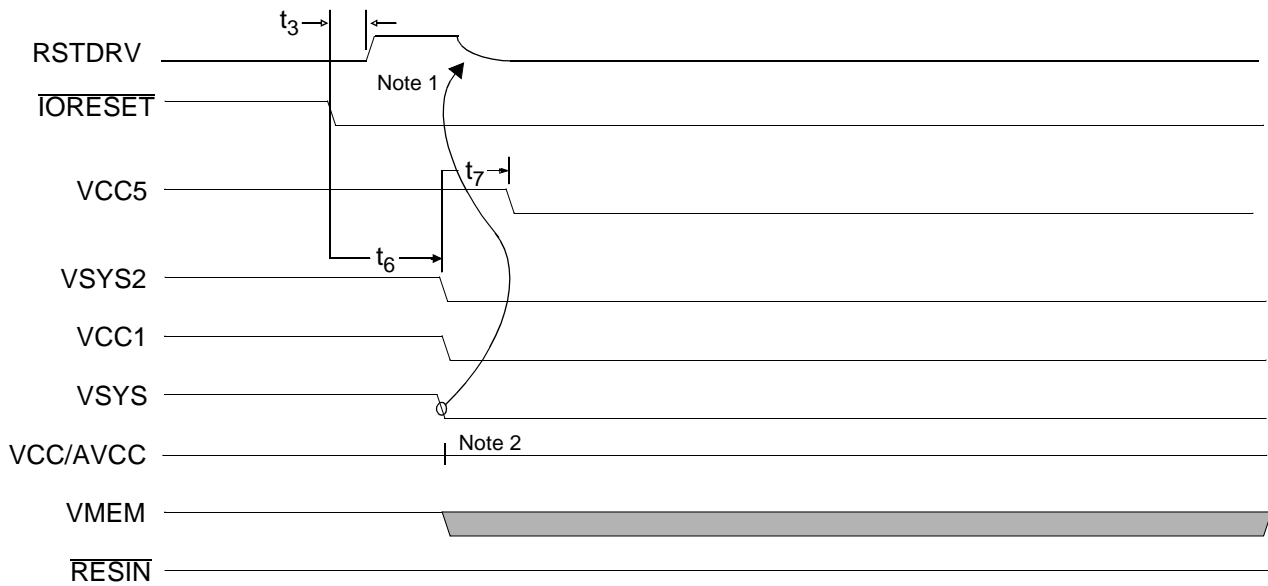 t3
RSTDRV
Note 1
IORESET
t7
VCC5
t6
VSYS2
VCC1
VSYS
Note 2
VCC/AVCC
VMEM
RESIN